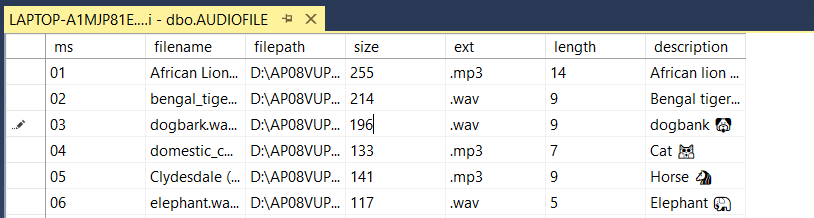 LAPTOP-A1MJP81E....i - dbo.AUDIOFILE
ms filename filepath size ext length description
01 African Lion... D:\AP08VUP... 255 .mp3 14 African lion ...
02 bengal_tige... D:\AP08VUP... 214 .wav 9 Bengal tiger...
03 dogbark.wa... D:\AP08VUP... 196 .wav 9 dogbank 🐶
04 domestic_c... D:\AP08VUP... 133 .mp3 7 Cat 🐱
05 Clydesdale (... D:\AP08VUP... 141 .mp3 9 Horse 🐴
06 elephant.wa... D:\AP08VUP... 117 .wav 5 Elephant 🐘